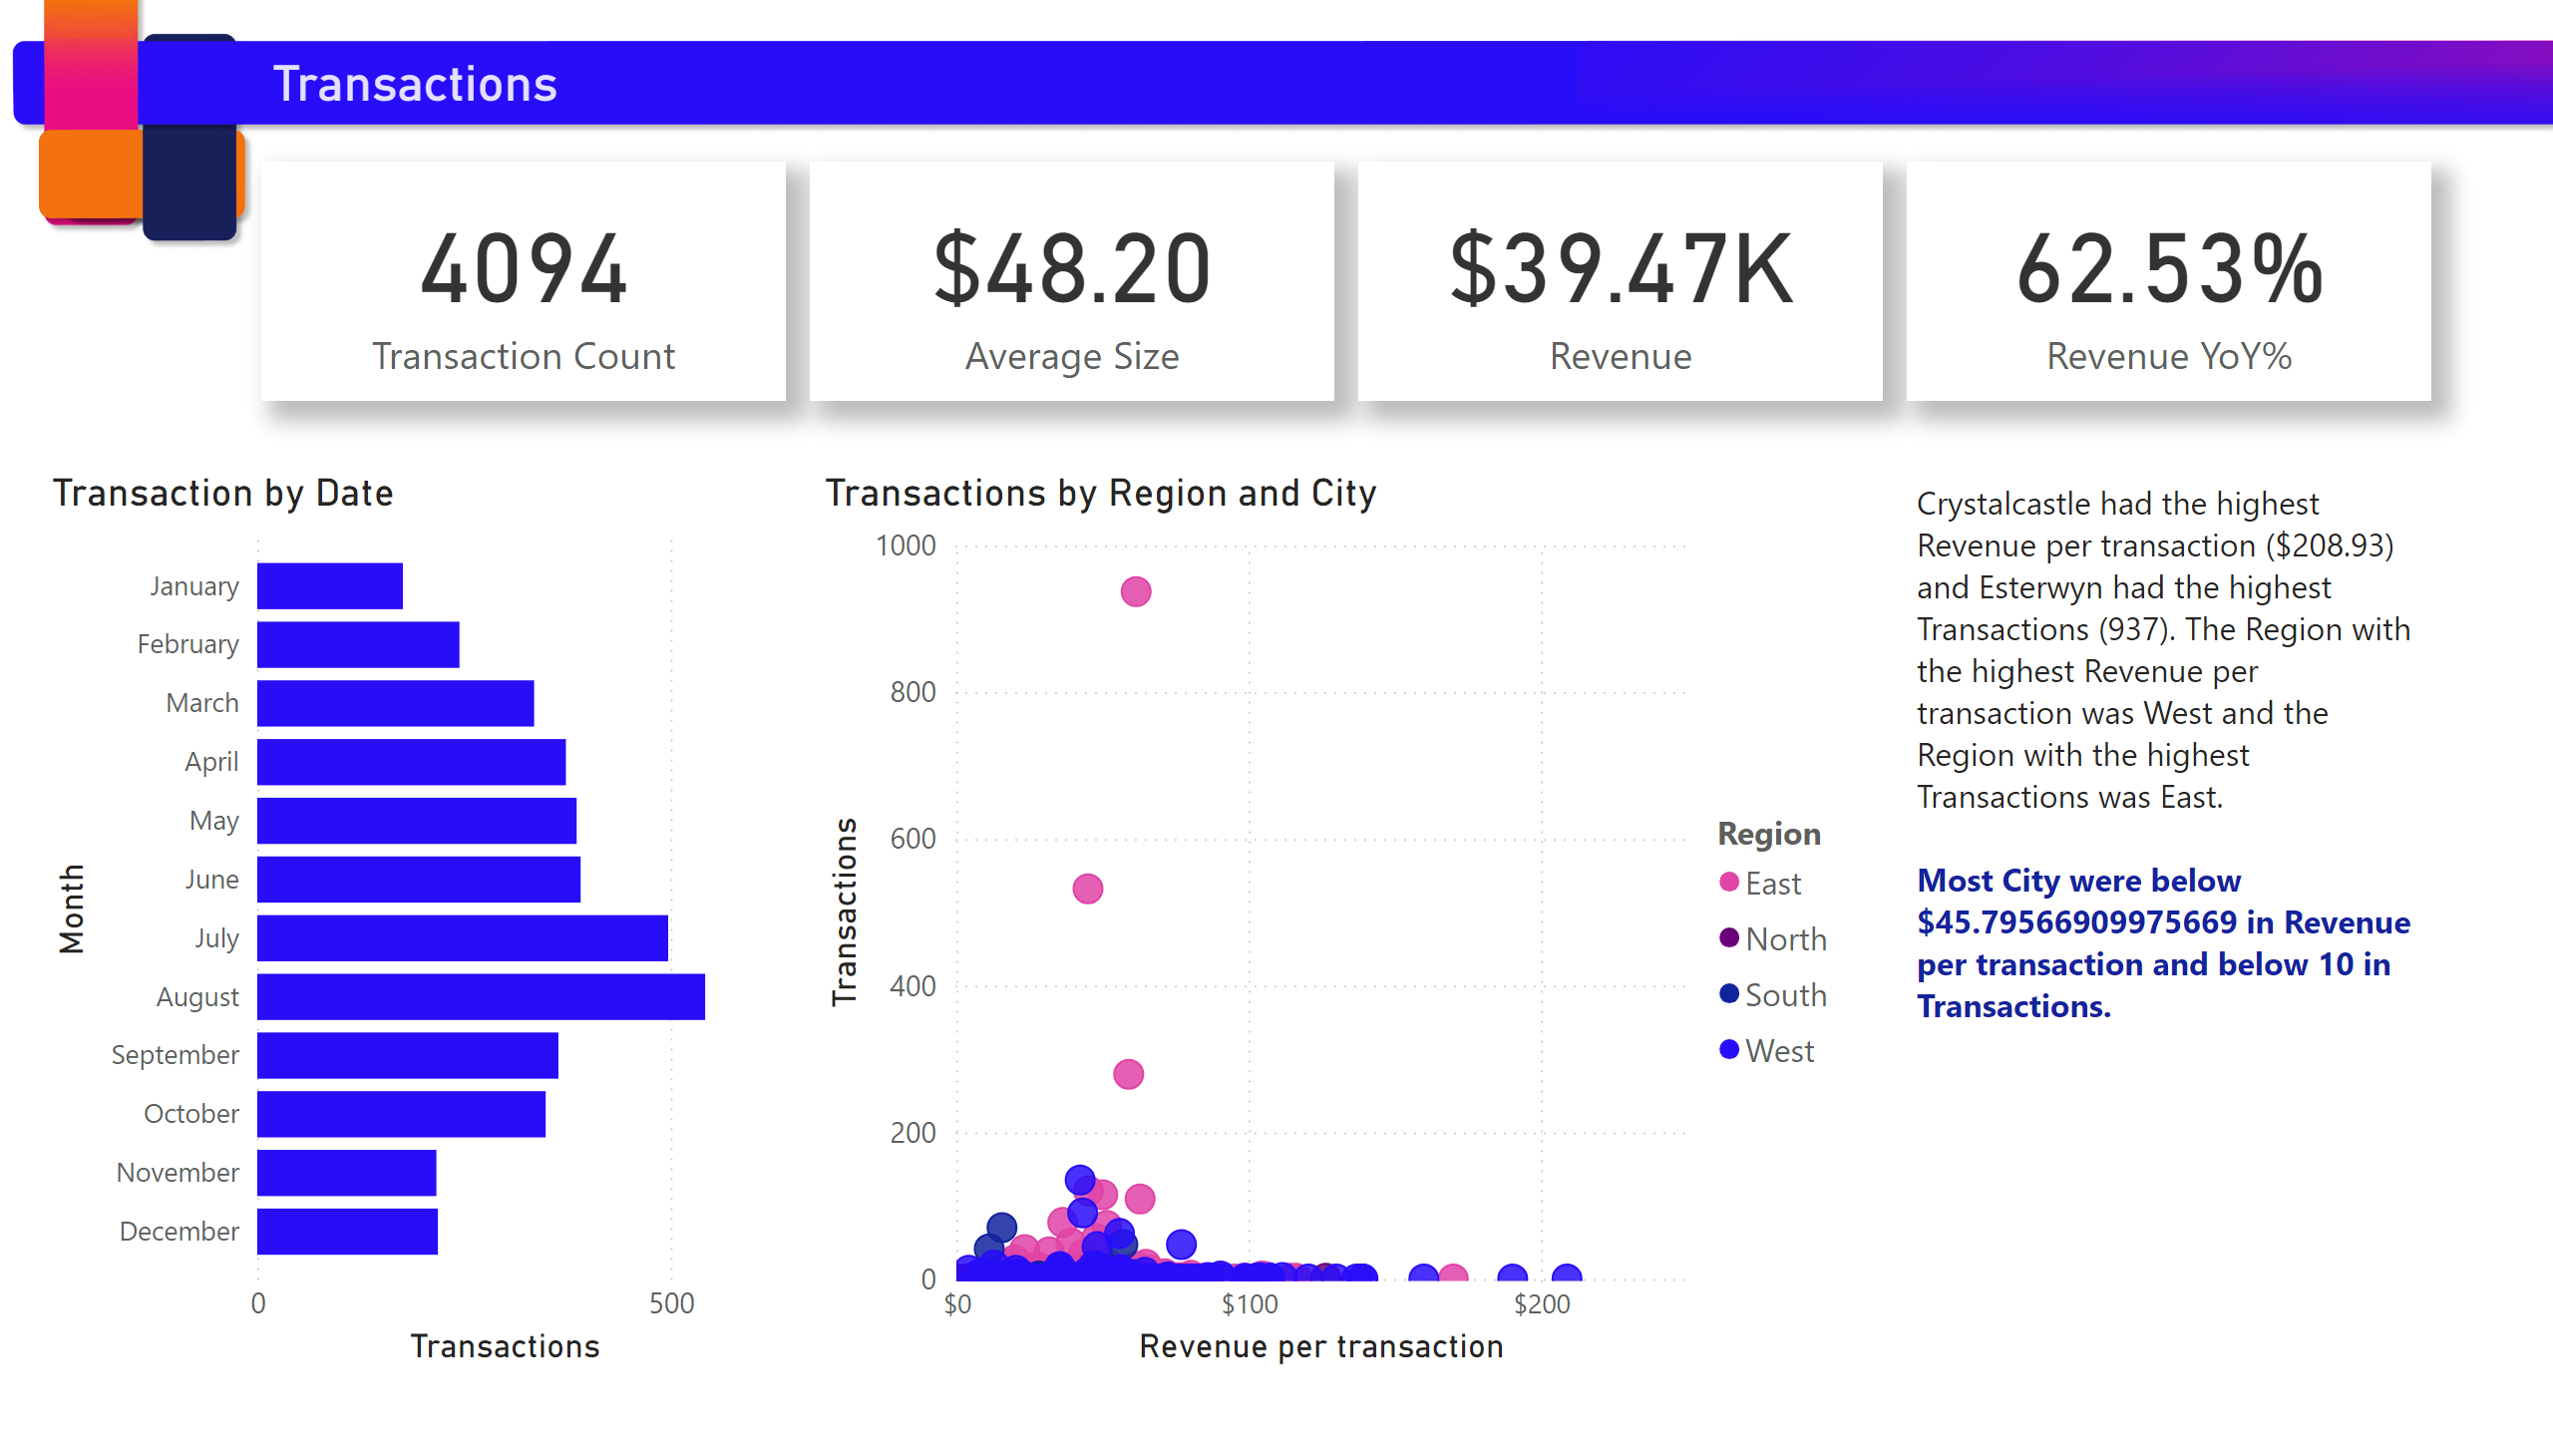 Transactions
4094
Transaction Count
$48.20
Average Size
$39.47K
Revenue
62.53%
Revenue YoY%
Transaction by Date
Month
January
February
March
April
May
June
July
August
September
October
November
December
0
500
Transactions
Transactions by Region and City
Transactions
1000
800
600
400
200
0
$0
$100
$200
Revenue per transaction
Region
East
North
South
West
Crystalcastle had the highest
Revenue per transaction ($208.93)
and Esterwyn had the highest
Transactions (937). The Region with
the highest Revenue per
transaction was West and the
Region with the highest
Transactions was East.
Most City were below
$45.79566909975669 in Revenue
per transaction and below 10 in
Transactions.